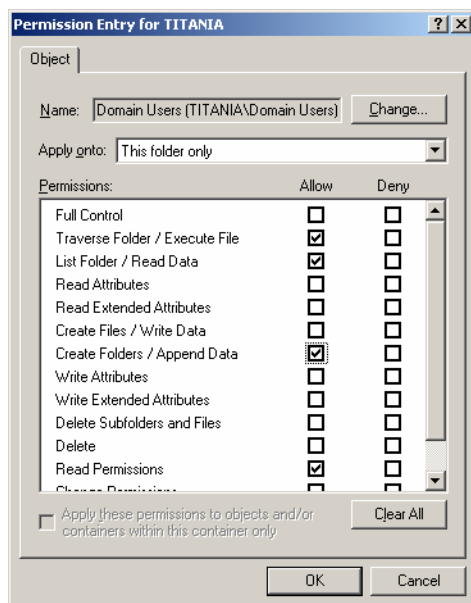 Permission Entry for TITANIA
Object
Name: Domain Users (TITANIA\Domain Users) Change...
Apply onto: This folder only
Permissions: Allow Deny
Full Control
Traverse Folder / Execute File
List Folder / Read Data
Read Attributes
Read Extended Attributes
Create Files / Write Data
Create Folders / Append Data
Write Attributes
Write Extended Attributes
Delete Subfolders and Files
Delete
Read Permissions
Change Permissions
Apply these permissions to objects and/or
containers within this container only
Clear All
OK Cancel